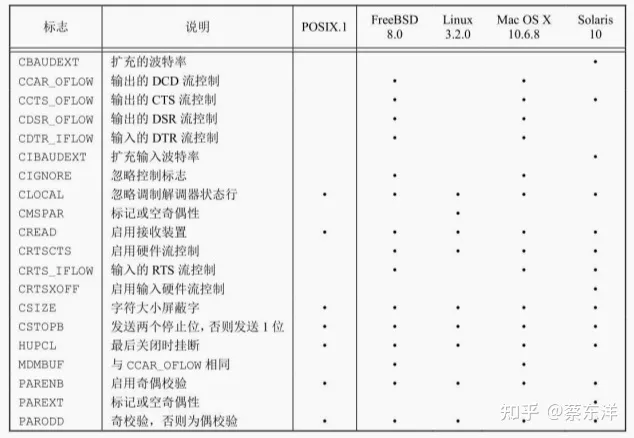 标志 说明 POSIX.1 FreeBSD 8.0 Linux 3.2.0 Mac OS X 10.6.8 Solaris 10
CBAUDEXT 扩充的波特率 •
CCAR_OFLOW 输出的 DCD 流控制 • •
CCTS_OFLOW 输出的 CTS 流控制 • • •
CDSR_OFLOW 输出的 DSR 流控制 • •
CDTR_IFLOW 输入的 DTR 流控制 • •
CIBAUDEXT 扩充输入波特率 •
CIGNORE 忽略控制标志 • •
CLOCAL 忽略调制解调器状态行 • • • • •
CMSPAR 标记或空奇偶性 •
CREAD 启用接收装置 • • • • •
CRTSCTS 启用硬件流控制 • • • •
CRTS_IFLOW 输入的 RTS 流控制 • •
CRTSXOFF 启用输入硬件流控制 •
CSIZE 字符大小屏蔽字 • • • • •
CSTOPB 发送两个停止位，否则发送 1 位 • • • • •
HUPCL 最后关闭时挂断 • • • • •
MDMBUF 与 CCAR_OFLOW 相同 • •
PARENB 启用奇偶校验 • • • • •
PAREXT 标记或空奇偶性 •
PARODD 奇校验，否则为偶校验 • • • • •
知乎 @蔡东洋